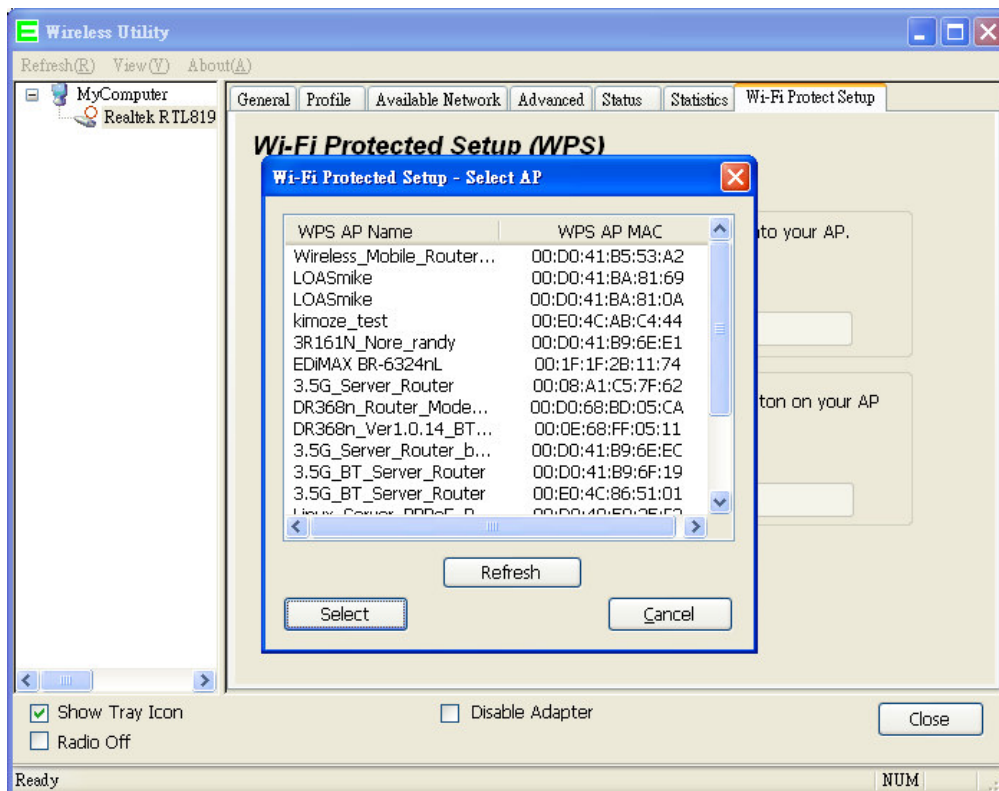 Wireless Utility
Refresh(R) View(V) About(A)
MyComputer
Realtek RTL819
General Profile Available Network Advanced Status Statistics Wi-Fi Protect Setup
Wi-Fi Protected Setup (WPS)
Wi-Fi Protected Setup - Select AP
WPS AP Name WPS AP MAC
Wireless_Mobile_Router... 00:D0:41:B5:53:A2
LOASmike 00:D0:41:BA:81:69
LOASmike 00:D0:41:BA:81:0A
kimoze_test 00:E0:4C:AB:C4:44
3R161N_Nore_randy 00:D0:41:B9:6E:E1
EDiMAX BR-6324nL 00:1F:1F:2B:11:74
3.5G_Server_Router 00:08:A1:C5:7F:62
DR368n_Router_Mode... 00:D0:68:BD:05:CA
DR368n_Ver1.0.14_BT... 00:0E:68:FF:05:11
3.5G_Server_Router_b... 00:D0:41:B9:6E:EC
3.5G_BT_Server_Router 00:D0:41:B9:6F:19
3.5G_BT_Server_Router 00:E0:4C:86:51:01
into your AP.
ton on your AP
Refresh
Select Cancel
Show Tray Icon Disable Adapter Close
Radio Off
Ready NUM